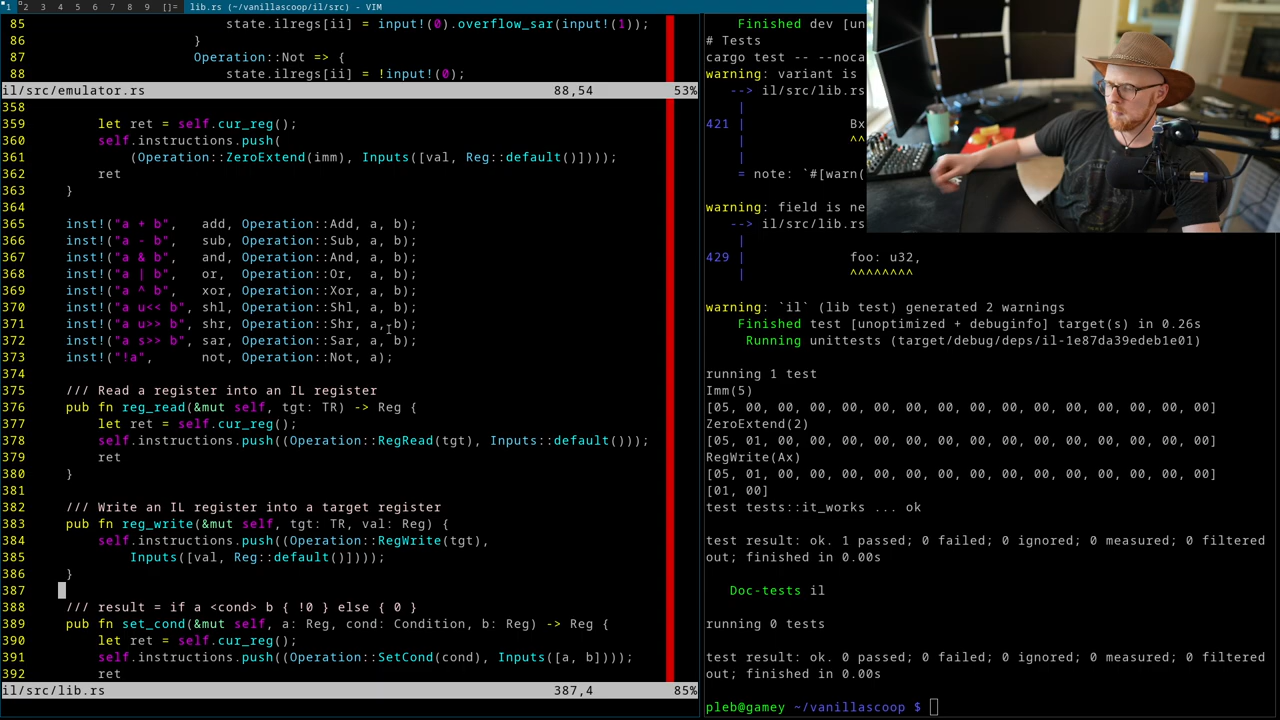 1 2 3 4 5 6 7 8 9 []= lib.rs (~/vanillascoop/il/src) - VIM
85 state.ilregs[ii] = input!(0).overflow_sar(input!(1));
86 }
87 Operation::Not => {
88 state.ilregs[ii] = !input!(0);
il/src/emulator.rs 88,54 53%
358
359 let ret = self.cur_reg();
360 self.instructions.push(
361 (Operation::ZeroExtend(imm), Inputs([val, Reg::default()])));
362 ret
363 }
364
365 inst!("a + b", add, Operation::Add, a, b);
366 inst!("a - b", sub, Operation::Sub, a, b);
367 inst!("a & b", and, Operation::And, a, b);
368 inst!("a | b", or, Operation::Or, a, b);
369 inst!("a ^ b", xor, Operation::Xor, a, b);
370 inst!("a u<< b", shl, Operation::Shl, a, b);
371 inst!("a u>> b", shr, Operation::Shr, a, b);
372 inst!("a s>> b", sar, Operation::Sar, a, b);
373 inst!("!a", not, Operation::Not, a);
374
375 /// Read a register into an IL register
376 pub fn reg_read(&mut self, tgt: TR) -> Reg {
377 let ret = self.cur_reg();
378 self.instructions.push((Operation::RegRead(tgt), Inputs::default()));
379 ret
380 }
381
382 /// Write an IL register into a target register
383 pub fn reg_write(&mut self, tgt: TR, val: Reg) {
384 self.instructions.push((Operation::RegWrite(tgt),
385 Inputs([val, Reg::default()])));
386 }
387
388 /// result = if a <cond> b { !0 } else { 0 }
389 pub fn set_cond(&mut self, a: Reg, cond: Condition, b: Reg) -> Reg {
390 let ret = self.cur_reg();
391 self.instructions.push((Operation::SetCond(cond), Inputs([a, b])));
392 ret
il/src/lib.rs 387,4 85%
Finished dev [un
# Tests
cargo test -- --noca
warning: variant is
--> il/src/lib.rs
|
421 | Bx
| ^^
|
= note: `#[warn(
warning: field is ne
--> il/src/lib.rs
|
429 | foo: u32,
| ^^^^^^^^
warning: `il` (lib test) generated 2 warnings
Finished test [unoptimized + debuginfo] target(s) in 0.26s
Running unittests (target/debug/deps/il-1e87da39edeb1e01)
running 1 test
Imm(5)
[05, 00, 00, 00, 00, 00, 00, 00, 00, 00, 00, 00, 00, 00, 00, 00]
ZeroExtend(2)
[05, 01, 00, 00, 00, 00, 00, 00, 00, 00, 00, 00, 00, 00, 00, 00]
RegWrite(Ax)
[05, 01, 00, 00, 00, 00, 00, 00, 00, 00, 00, 00, 00, 00, 00, 00]
[01, 00]
test tests::it_works ... ok
test result: ok. 1 passed; 0 failed; 0 ignored; 0 measured; 0 filtered
out; finished in 0.00s
Doc-tests il
running 0 tests
test result: ok. 0 passed; 0 failed; 0 ignored; 0 measured; 0 filtered
out; finished in 0.00s
pleb@gamey ~/vanillascoop $